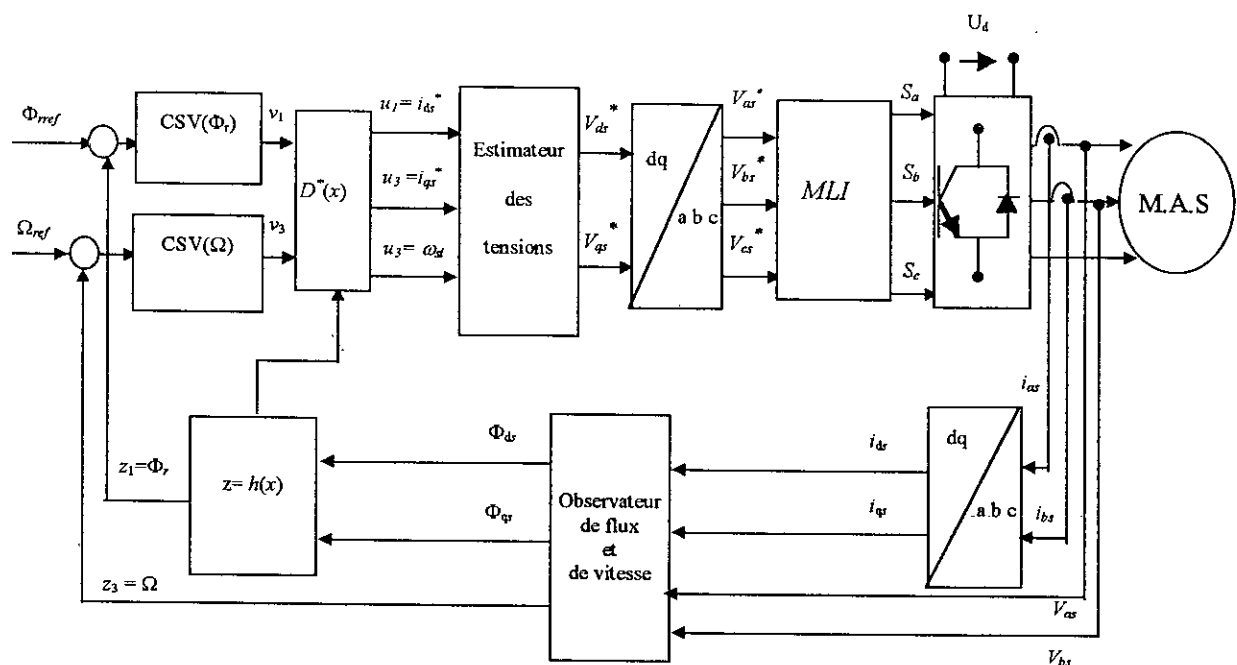 U_d
Φ_rref
CSV(Φ_r)
v_1
u_1 = i_ds*
V_ds*
V_as*
S_a
Estimateur
des
tensions
dq
a b c
D*(x)
u_3 = i_qs*
V_bs*
MLI
S_b
M.A.S
Ω_ref
CSV(Ω)
v_3
u_3 = ω_sl
V_qs*
V_cs*
S_c
i_as
z_1=Φ_r
z= h(x)
Φ_ds
Φ_qs
Observateur
de flux
et
de vitesse
i_ds
i_qs
dq
a b c
i_bs
z_3 = Ω
V_as
V_bs